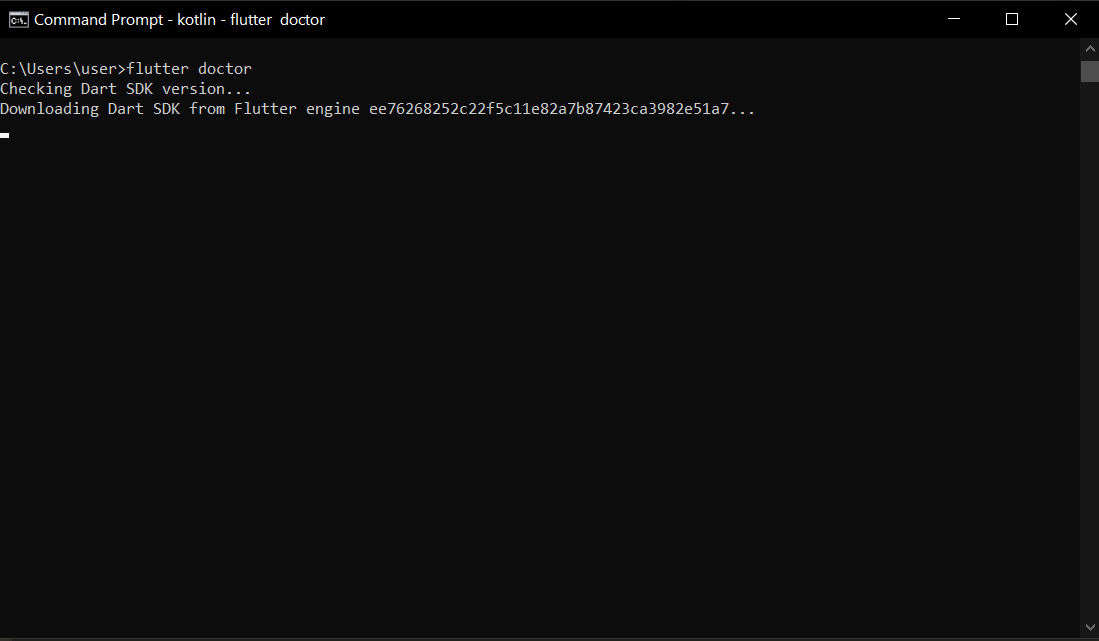 Command Prompt - kotlin - flutter  doctor
C:\Users\user>flutter doctor
Checking Dart SDK version...
Downloading Dart SDK from Flutter engine ee76268252c22f5c11e82a7b87423ca3982e51a7...